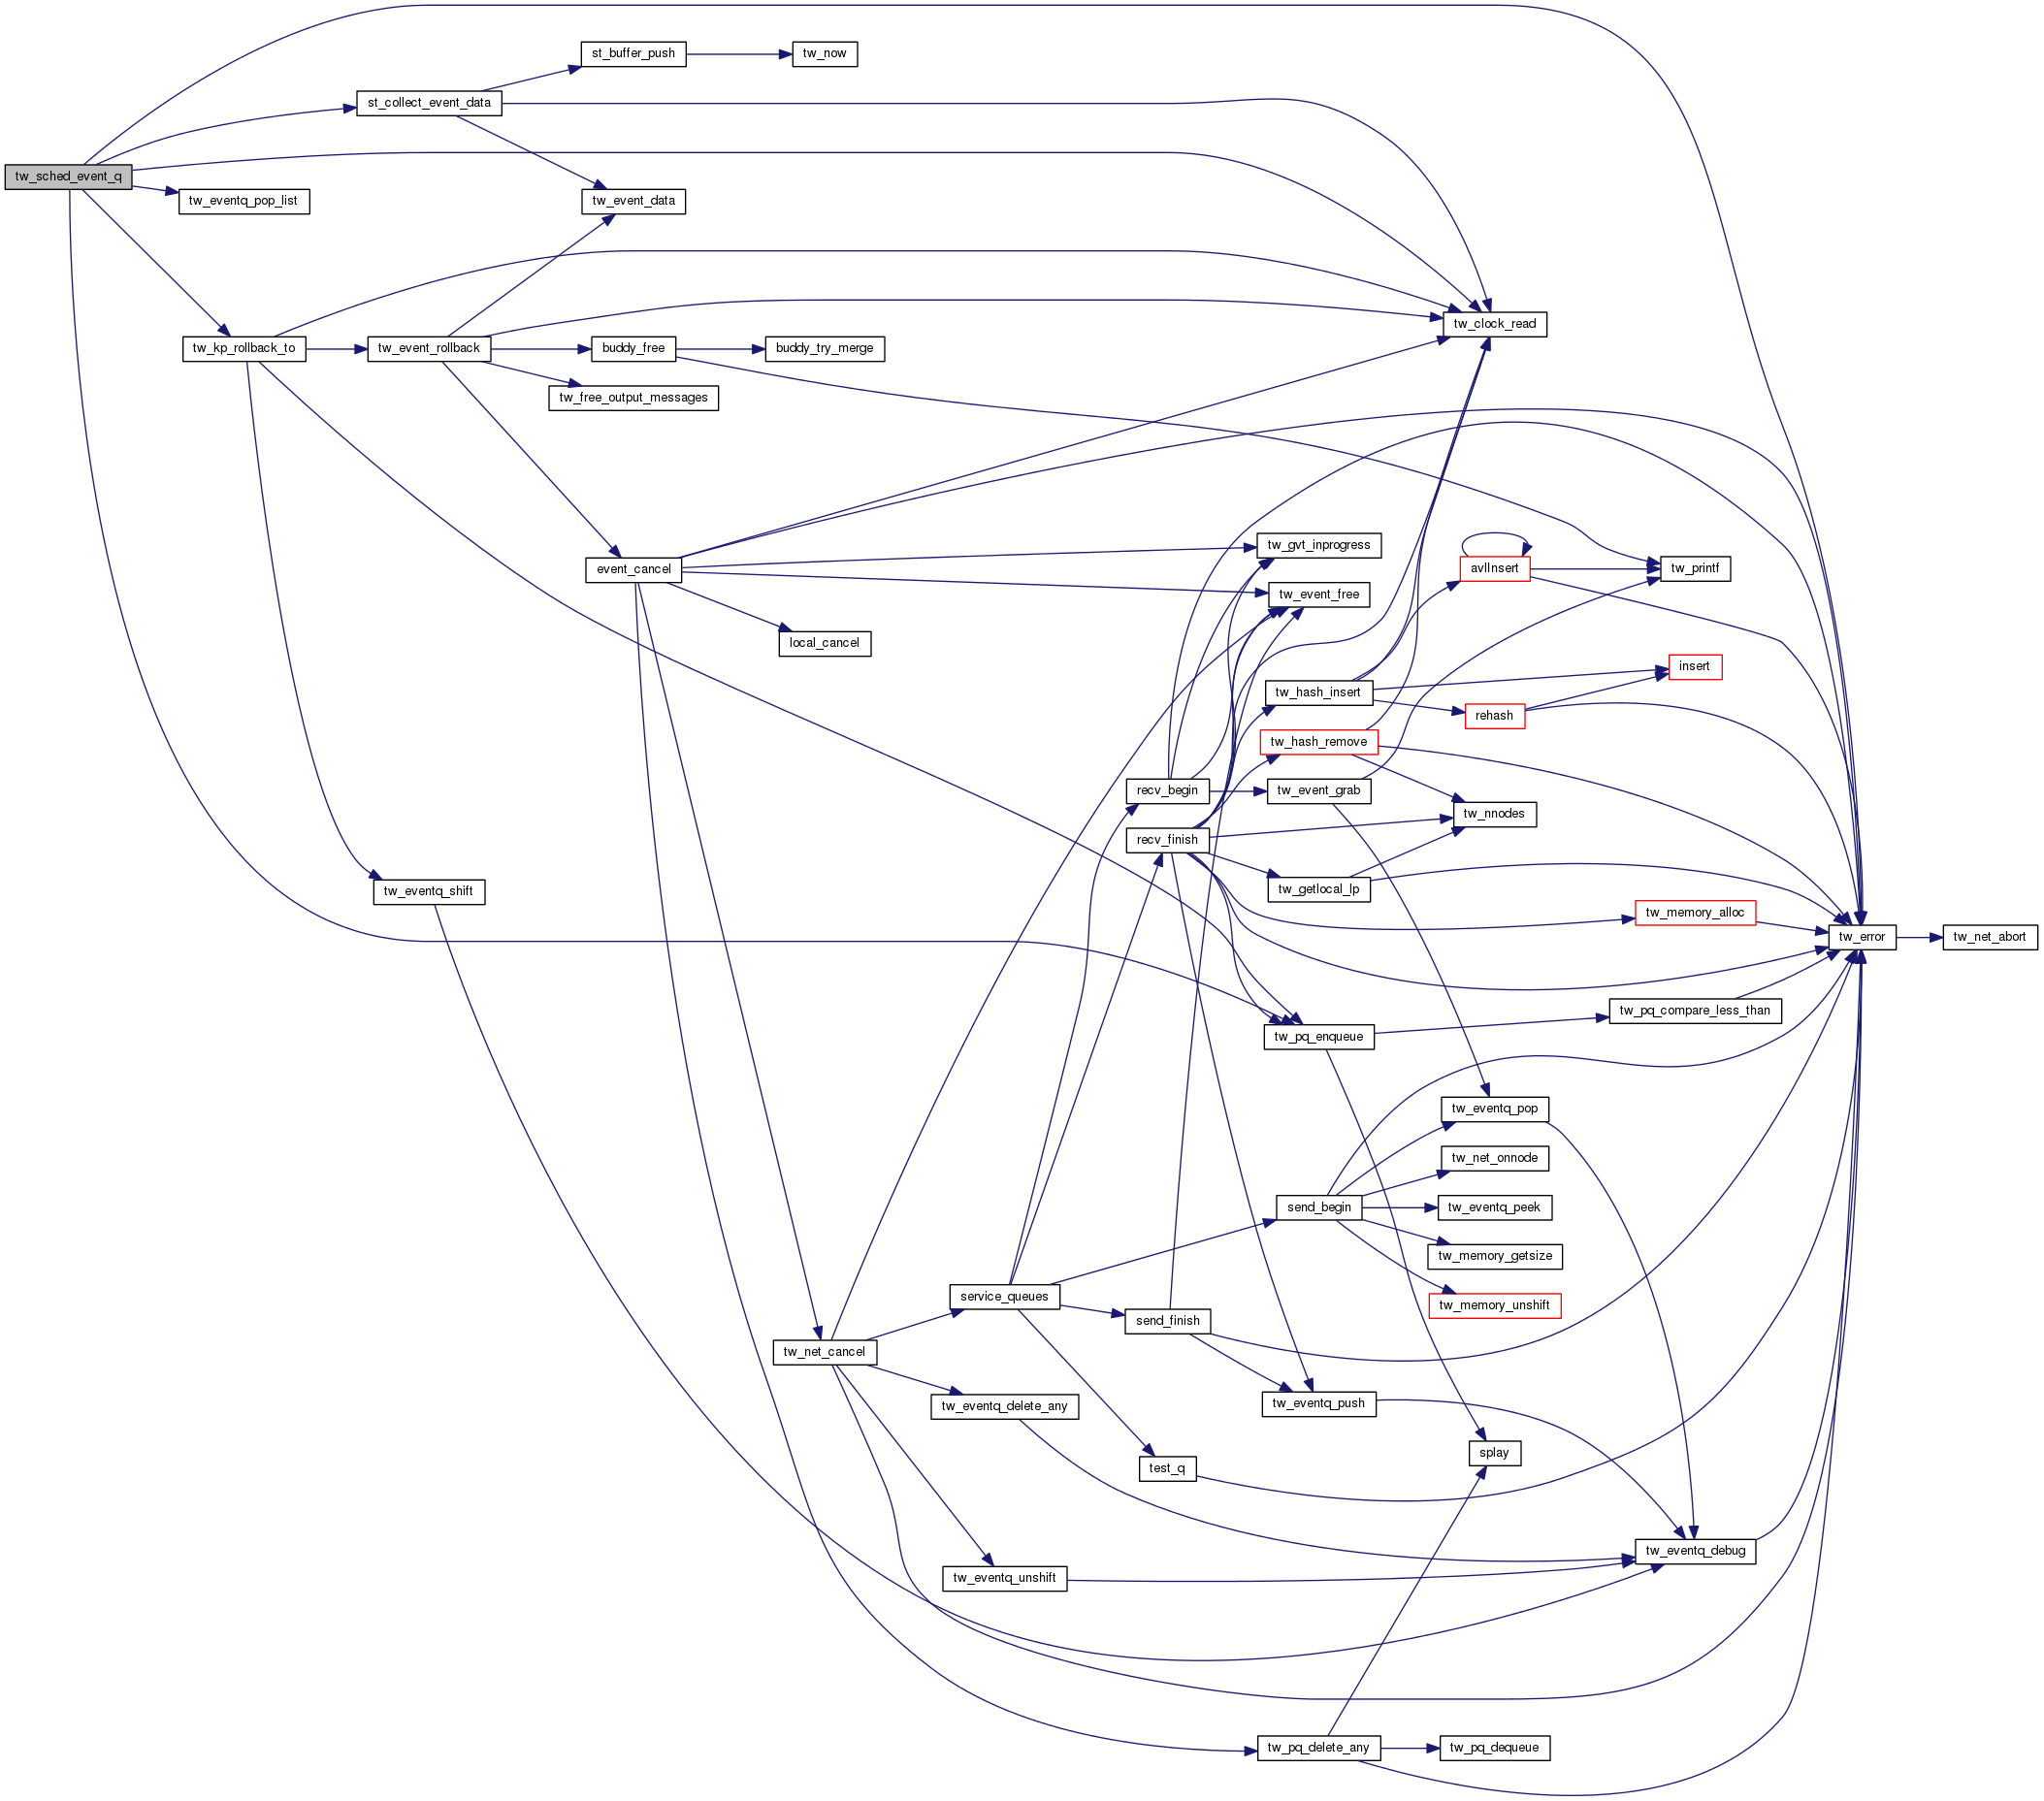 st_buffer_push
tw_now
st_collect_event_data
tw_sched_event_q
tw_eventq_pop_list
tw_event_data
tw_clock_read
tw_kp_rollback_to
tw_event_rollback
buddy_free
buddy_try_merge
tw_free_output_messages
tw_gvt_inprogress
event_cancel
avlInsert
tw_printf
tw_event_free
local_cancel
insert
tw_hash_insert
rehash
tw_hash_remove
recv_begin
tw_event_grab
tw_nnodes
recv_finish
tw_getlocal_lp
tw_eventq_shift
tw_memory_alloc
tw_error
tw_net_abort
tw_pq_compare_less_than
tw_pq_enqueue
tw_eventq_pop
tw_net_onnode
send_begin
tw_eventq_peek
tw_memory_getsize
service_queues
tw_memory_unshift
send_finish
tw_net_cancel
tw_eventq_delete_any
tw_eventq_push
splay
test_q
tw_eventq_debug
tw_eventq_unshift
tw_pq_delete_any
tw_pq_dequeue